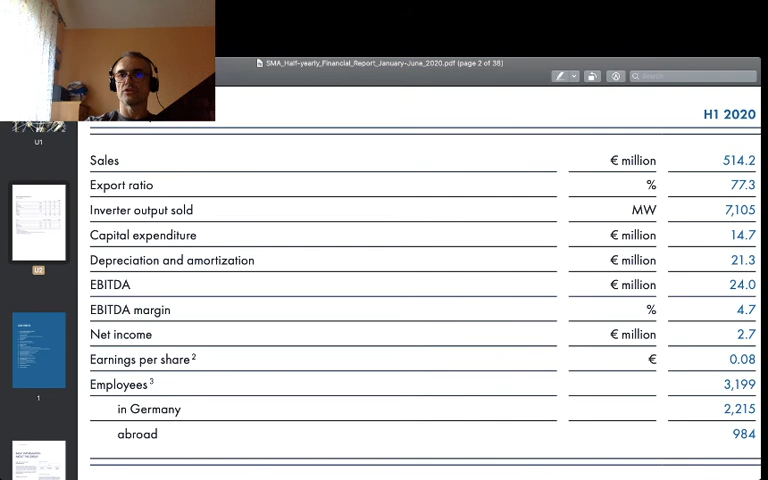 SMA_Half-yearly_Financial_Report_January-June_2020.pdf (page 2 of 38)
Search
U1
H1 2020
Sales € million 514.2
Export ratio % 77.3
Inverter output sold MW 7,105
U2
Capital expenditure € million 14.7
Depreciation and amortization € million 21.3
EBITDA € million 24.0
EBITDA margin % 4.7
Net income € million 2.7
Earnings per share 2 € 0.08
Employees 3 3,199
1
in Germany 2,215
abroad 984